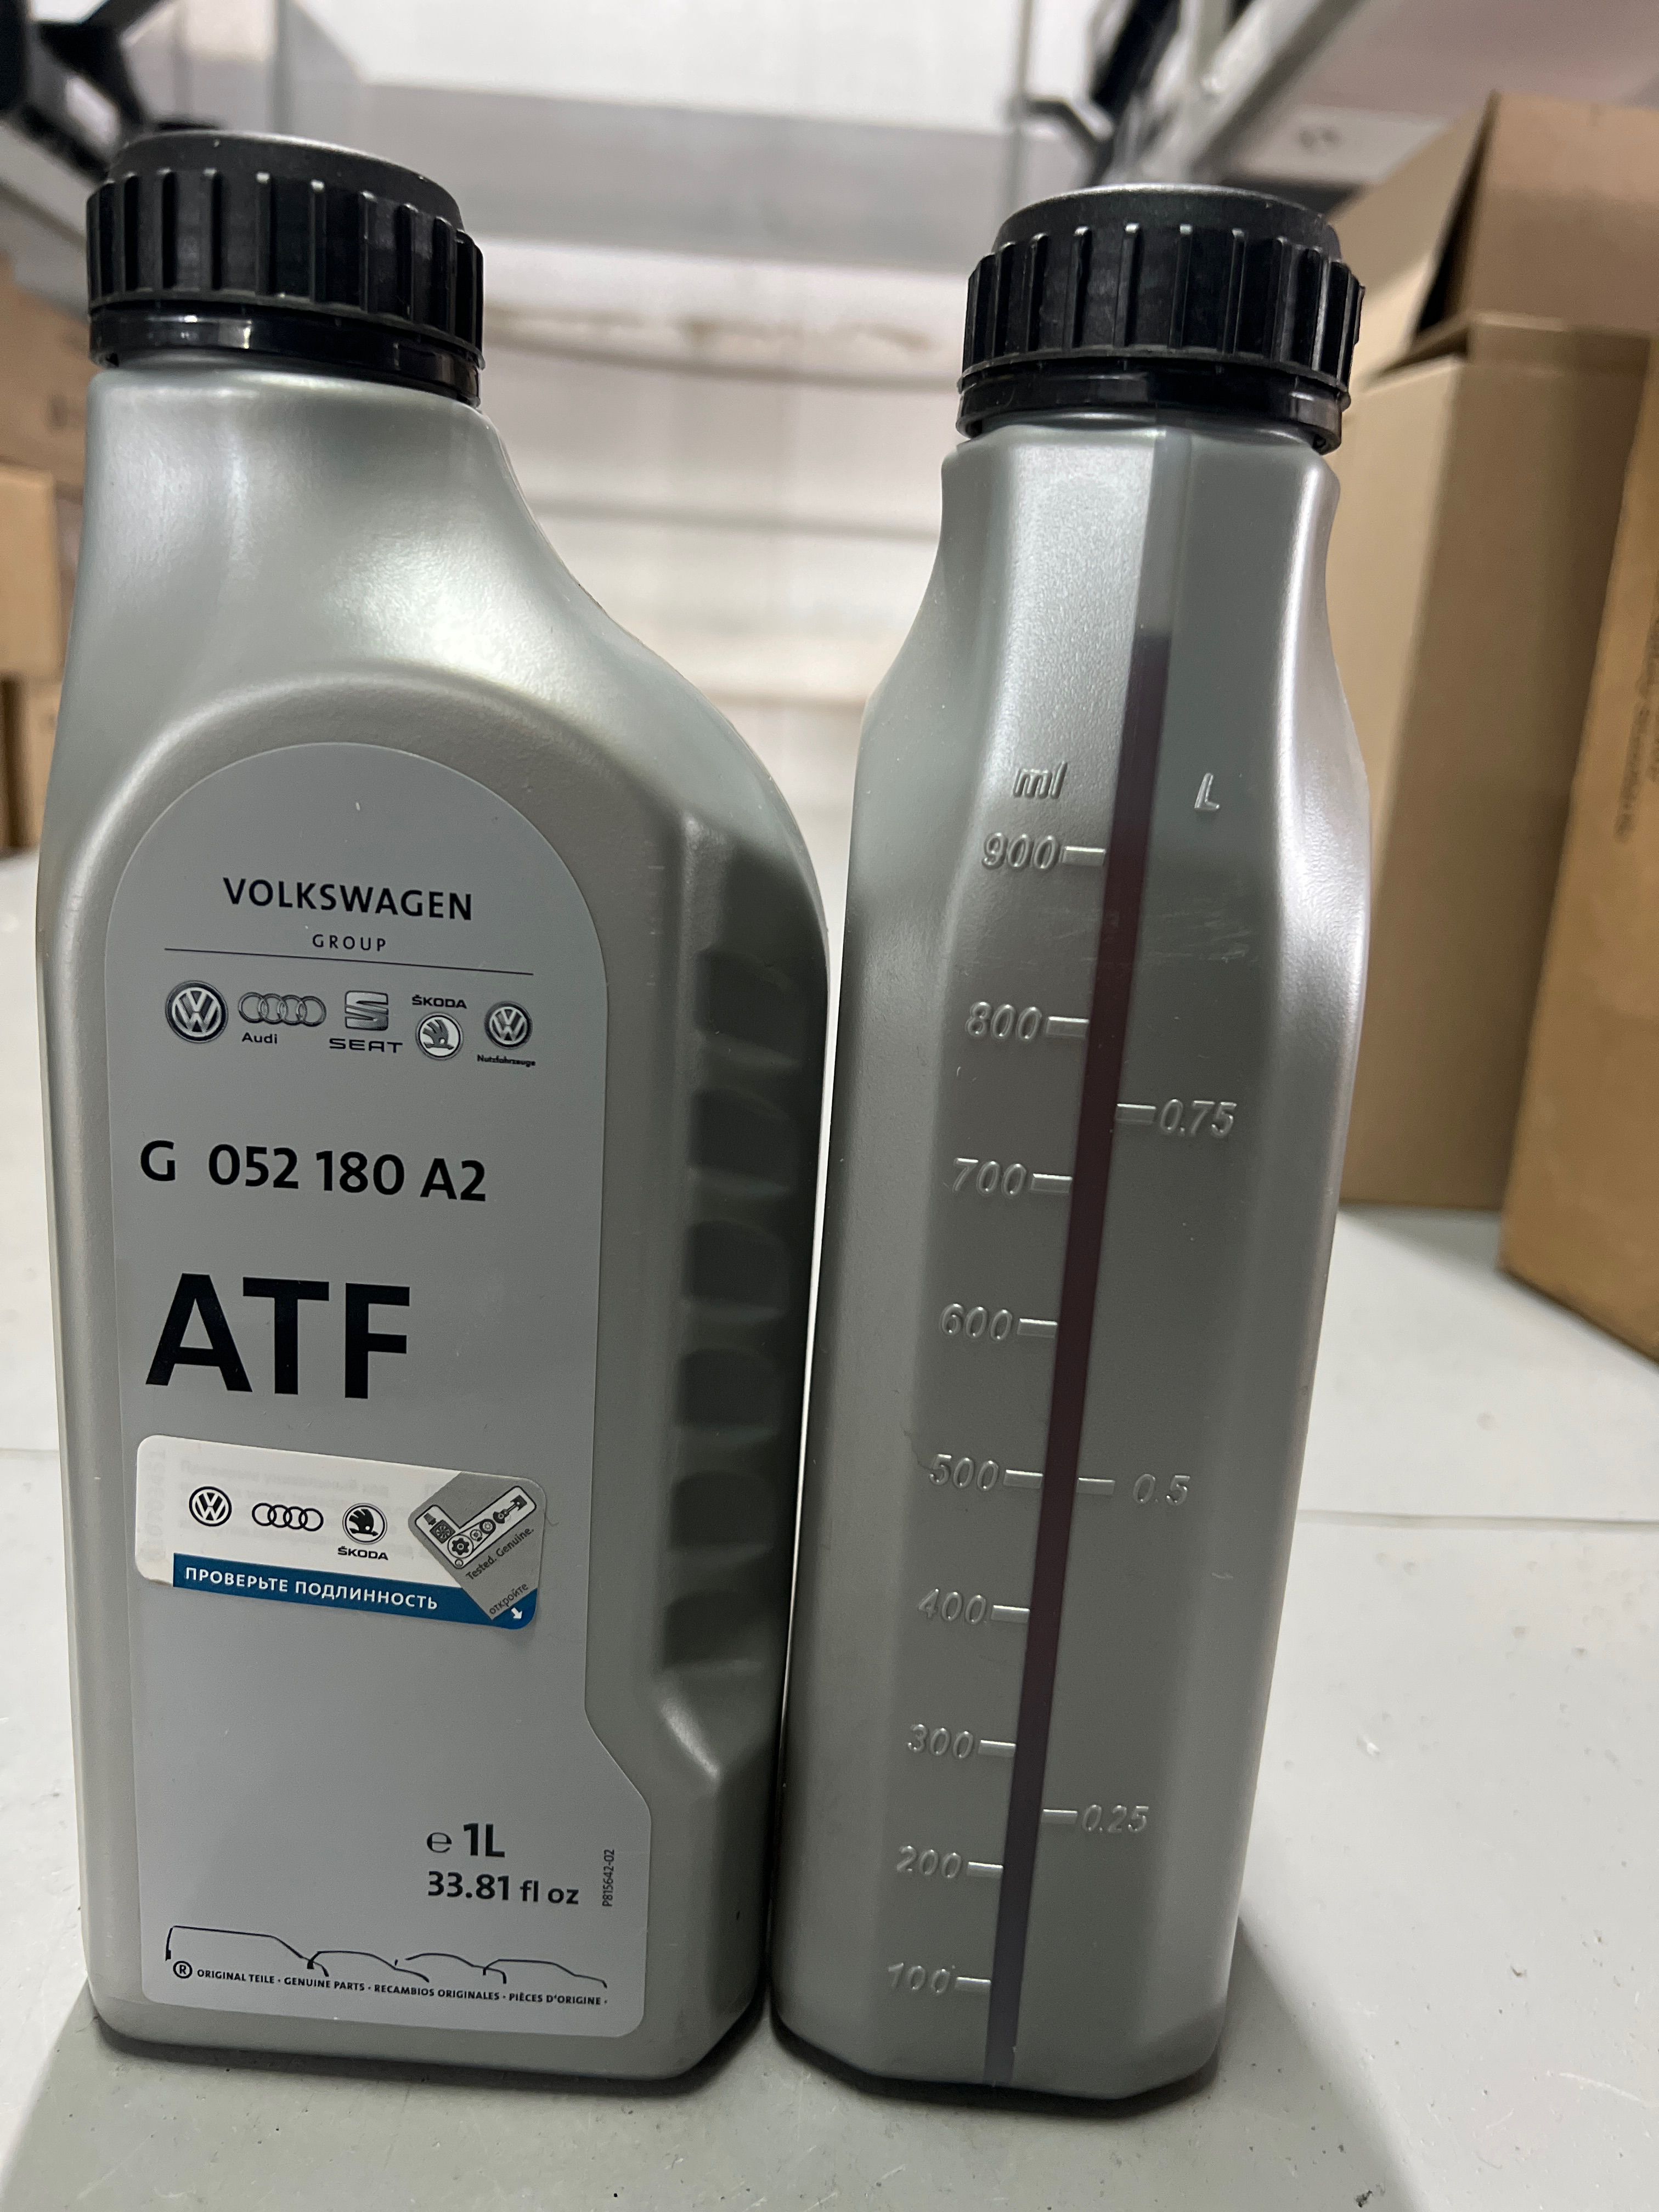 VOLKSWAGEN
GROUP
Audi
SEAT
ŠKODA
Nutzfahrzeuge
G 052 180 A2
ATF
ŠKODA
Tested. Genuine.
откройте
ПРОВЕРЬТЕ ПОДЛИННОСТЬ
℮ 1L
33.81 fl oz
P815642-02
® ORIGINAL TEILE · GENUINE PARTS · RECAMBIOS ORIGINALES · PIÈCES D'ORIGINE ·
ml L
900
800
0.75
700
600
500 0.5
400
300
0.25
200
100